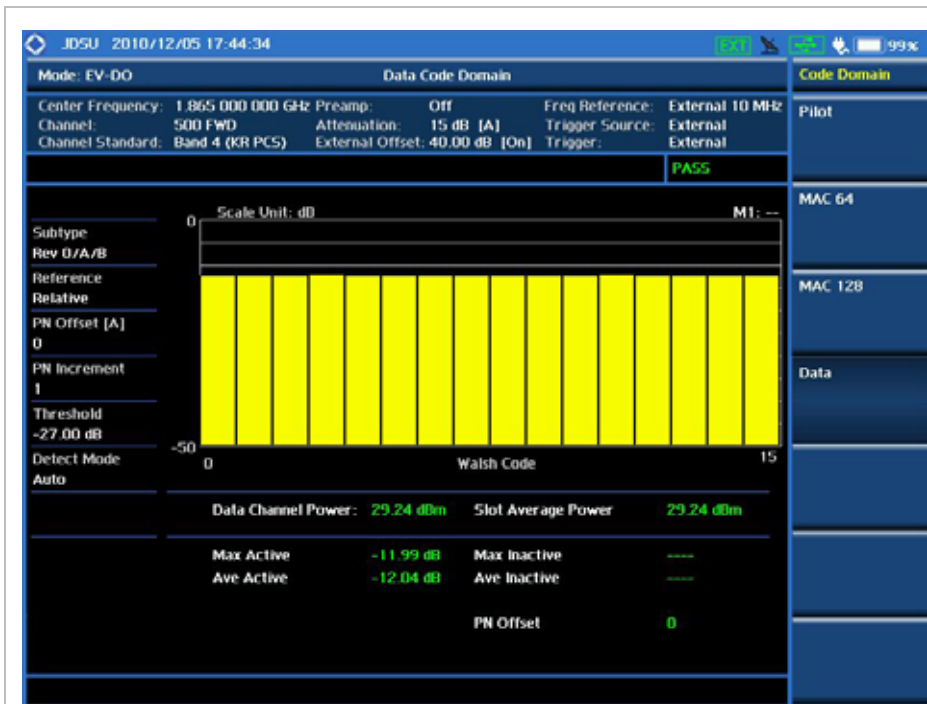 JDSU 2010/12/05 17:44:34 EXT 99%
Mode: EV-DO Data Code Domain Code Domain
Center Frequency: 1.865 000 000 GHz Preamp: Off Freq Reference: External 10 MHz
Channel: 500 FWD Attenuation: 15 dB [A] Trigger Source: External
Channel Standard: Band 4 (KR PCS) External Offset: 40.00 dB [On] Trigger: External
Pilot
PASS
MAC 64
0 Scale Unit: dB M1: --
Subtype
Rev 0/A/B
Reference
Relative
MAC 128
PN Offset [A]
0
PN Increment
1
Data
Threshold
-27.00 dB
-50
Detect Mode
Auto
0 Walsh Code 15
Data Channel Power: 29.24 dBm Slot Average Power 29.24 dBm
Max Active -11.99 dB Max Inactive ----
Ave Active -12.04 dB Ave Inactive ----
PN Offset 0